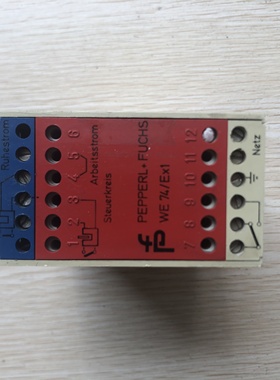 Ruhestrom
1 2 3 4 5 6
Steuerkreis
Arbeitsstrom
PEPPERL+FUCHS
WE 74/Ex1
7 8 9 10 11 12
Netz